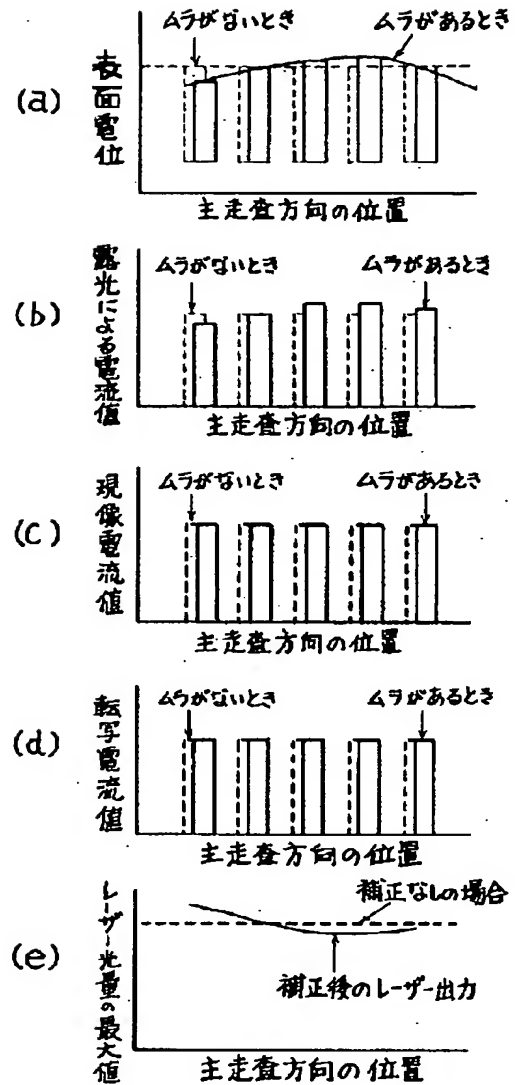 (a)
表面電位
ムラがないとき
ムラがあるとき
主走査方向の位置
(b)
露光による電流値
ムラがないとき
ムラがあるとき
主走査方向の位置
(c)
現像電流値
ムラがないとき
ムラがあるとき
主走査方向の位置
(d)
転写電流値
ムラがないとき
ムラがあるとき
主走査方向の位置
(e)
レーザー光量の最大値
補正なしの場合
補正後のレーザー出力
主走査方向の位置